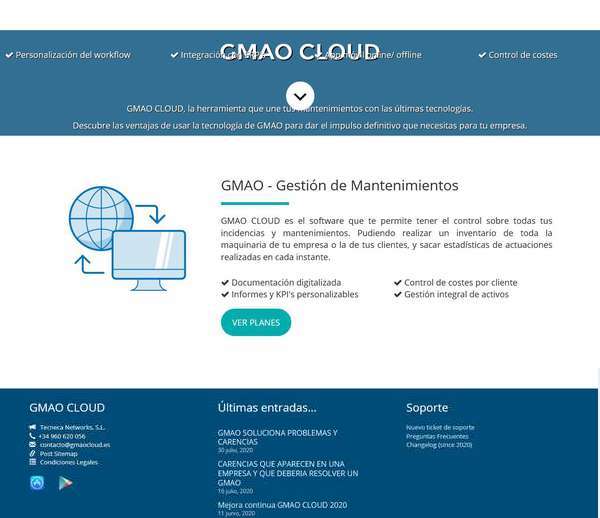 GMAO CLOUD
✔ Personalización del workflow
✔ Integración
✔ online/ offline
✔ Control de costes
GMAO CLOUD, la herramienta que une tus mantenimientos con las últimas tecnologías.
Descubre las ventajas de usar la tecnología de GMAO para dar el impulso definitivo que necesitas para tu empresa.
GMAO - Gestión de Mantenimientos
GMAO CLOUD es el software que te permite tener el control sobre todas tus
incidencias y mantenimientos. Pudiendo realizar un inventario de toda la
maquinaria de tu empresa o la de tus clientes, y sacar estadísticas de actuaciones
realizadas en cada instante.
✔ Documentación digitalizada
✔ Control de costes por cliente
✔ Informes y KPI's personalizables
✔ Gestión integral de activos
VER PLANES
GMAO CLOUD
Tecneca Networks, S.L.
+34 960 620 056
contacto@gmaocloud.es
Post Sitemap
Condiciones Legales
Últimas entradas...
GMAO SOLUCIONA PROBLEMAS Y
CARENCIAS
30 julio, 2020
CARENCIAS QUE APARECEN EN UNA
EMPRESA Y QUE DEBERIA RESOLVER UN
GMAO
16 julio, 2020
Mejora continua GMAO CLOUD 2020
11 junio, 2020
Soporte
Nuevo ticket de soporte
Preguntas Frecuentes
Changelog (since 2020)